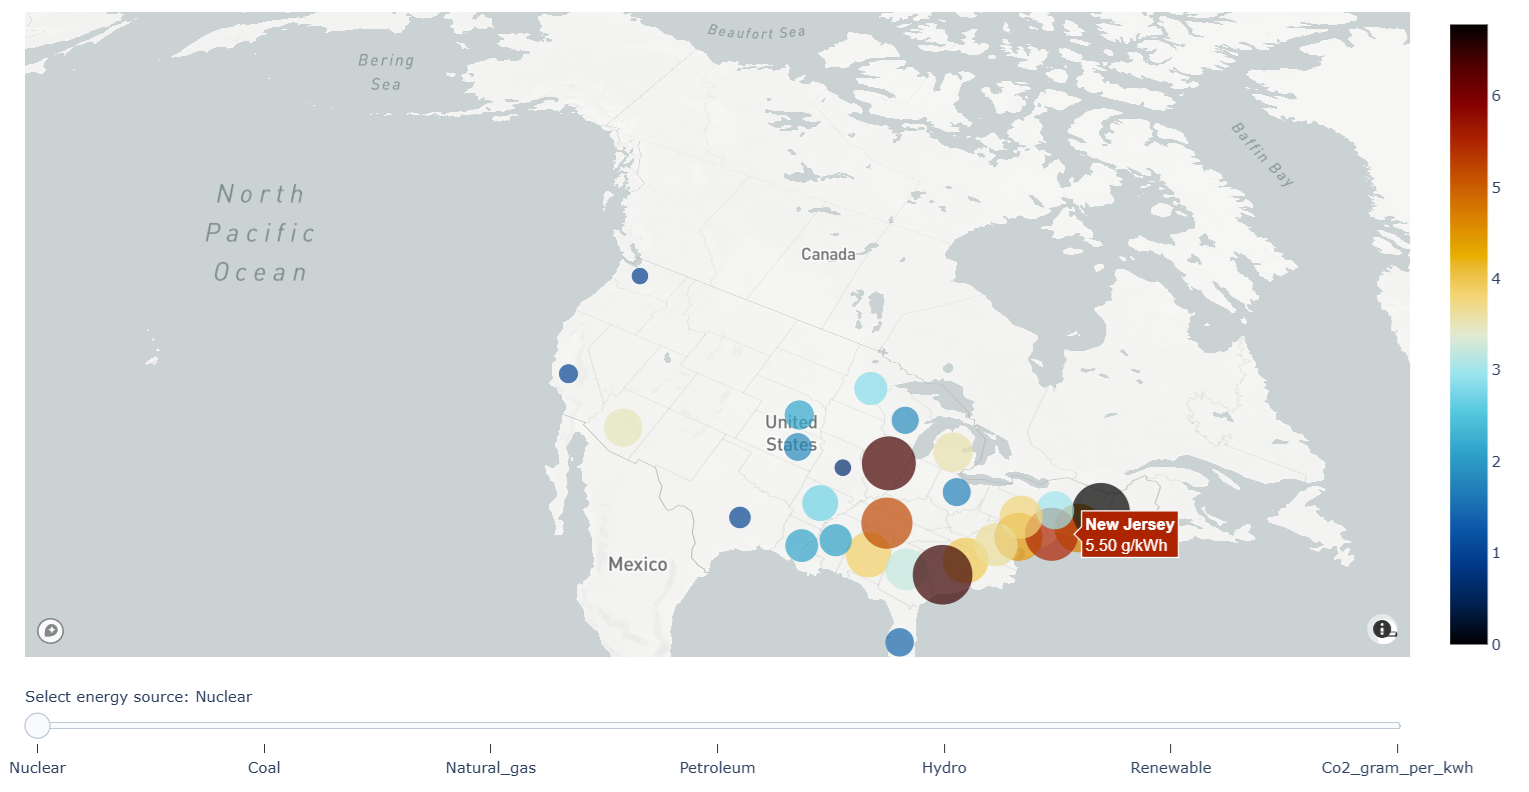 Beaufort Sea
Bering
Sea
Baffin Bay
North
Pacific
Ocean
Canada
United
States
Mexico
New Jersey
5.50 g/kWh
6
5
4
3
2
1
0
Select energy source: Nuclear
Nuclear
Coal
Natural_gas
Petroleum
Hydro
Renewable
Co2_gram_per_kwh